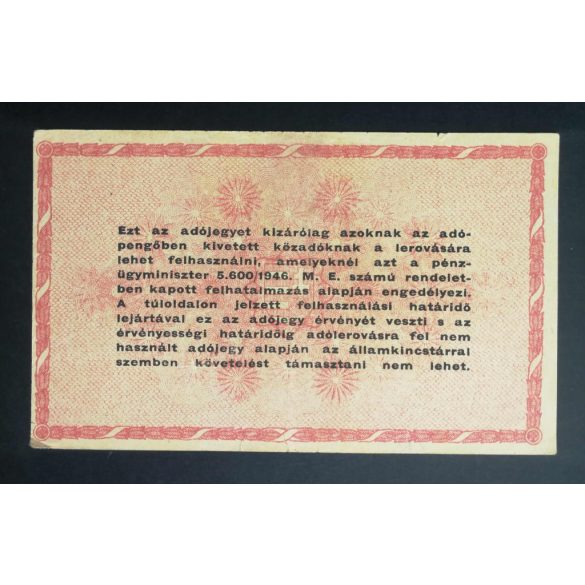 Ezt az adójegyet kizárólag azoknak az adó-
pengőben kivetett közadóknak a lerovására
lehet felhasználni, amelyeknél azt a pénz-
ügyminiszter 5.600/1946. M. E. számú rendelet-
ben kapott felhatalmazás alapján engedélyezi.
A túloldalon jelzett felhasználási határidő
lejártával ez az adójegy érvényét veszti s az
érvényességi határidőig adólerovásra fel nem
használt adójegy alapján az államkincstárral
szemben követelést támasztani nem lehet.